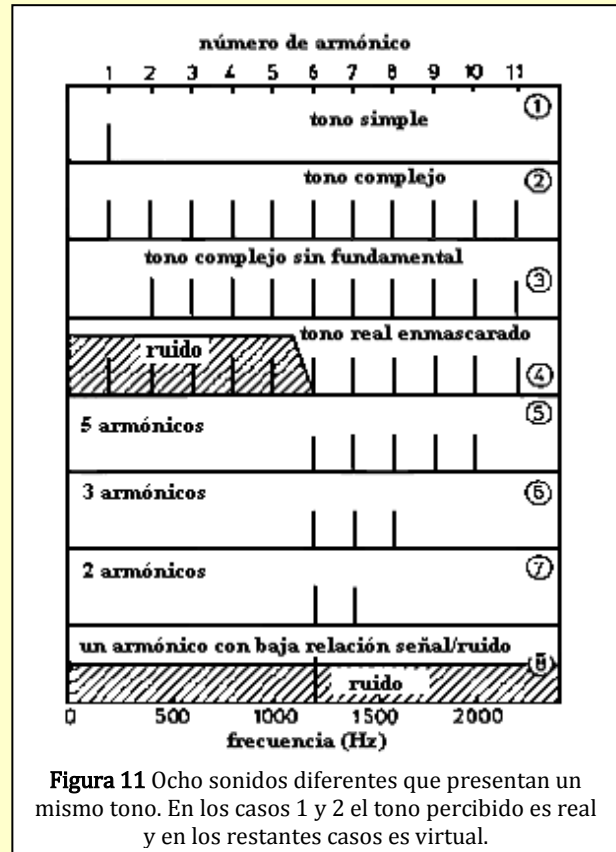 número de armónico
1 2 3 4 5 6 7 8 9 10 11
tono simple ①
tono complejo ②
tono complejo sin fundamental
③
tono real enmascarado
ruido
④
5 armónicos ⑤
3 armónicos ⑥
2 armónicos ⑦
un armónico con baja relación señal/ruido
⑧
ruido
0 500 1000 1500 2000
frecuencia (Hz)
Figura 11 Ocho sonidos diferentes que presentan un
mismo tono. En los casos 1 y 2 el tono percibido es real
y en los restantes casos es virtual.